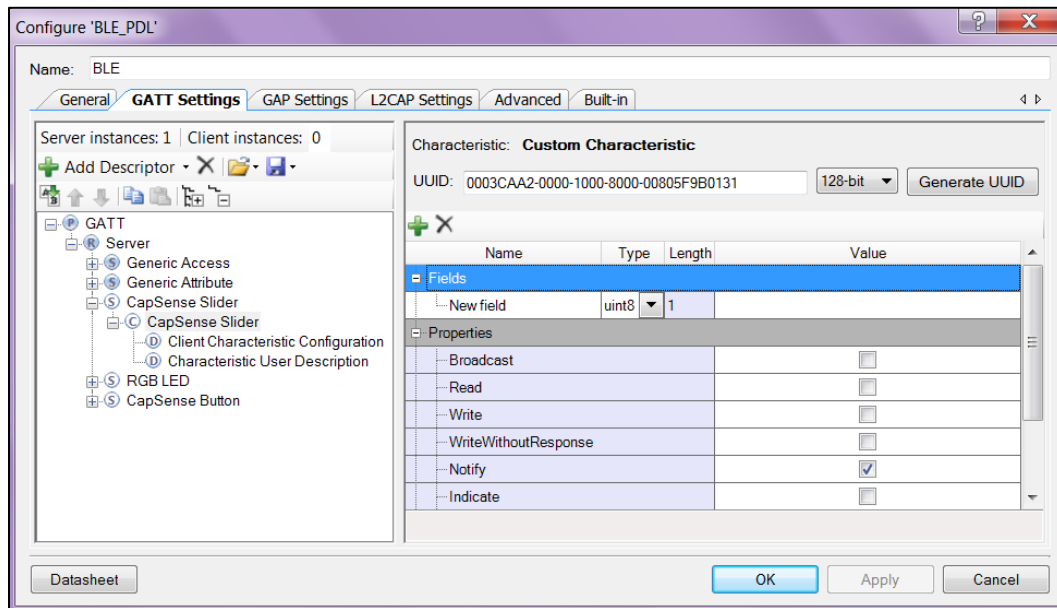 Configure 'BLE_PDL'
Name: BLE
General GATT Settings GAP Settings L2CAP Settings Advanced Built-in
Server instances: 1 Client instances: 0
Add Descriptor
GATT
Server
Generic Access
Generic Attribute
CapSense Slider
CapSense Slider
Client Characteristic Configuration
Characteristic User Description
RGB LED
CapSense Button
Characteristic: Custom Characteristic
UUID: 0003CAA2-0000-1000-8000-00805F9B0131 128-bit Generate UUID
Name Type Length Value
Fields
New field uint8 1
Properties
Broadcast
Read
Write
WriteWithoutResponse
Notify
Indicate
Datasheet OK Apply Cancel